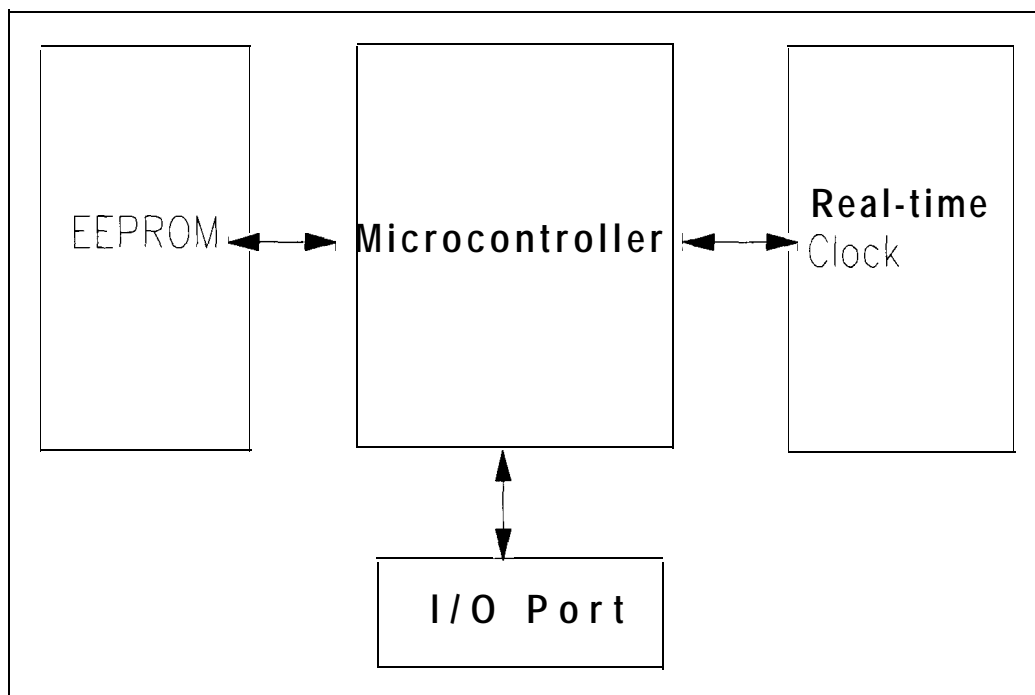 EEPROM
Microcontroller
Real-time
Clock
I/O Port